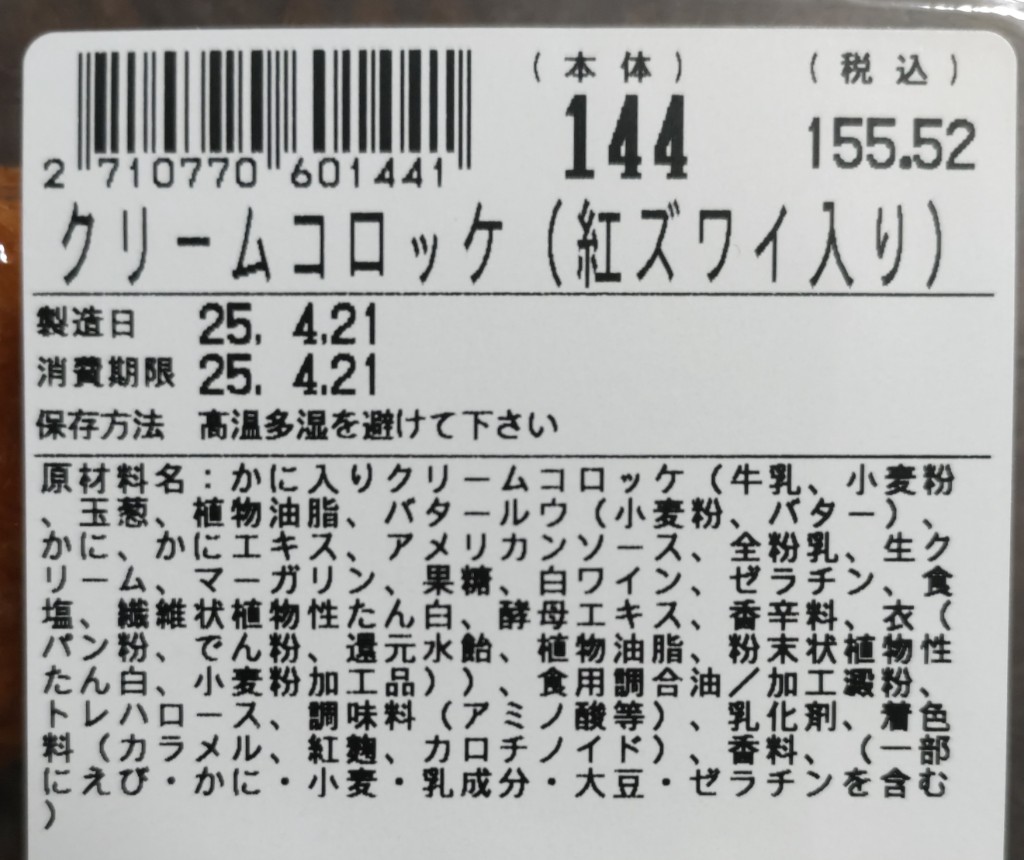 （本体） （税込）
144 155.52
2 710770 601441
クリームコロッケ（紅ズワイ入り）
製造日 25. 4.21
消費期限 25. 4.21
保存方法 高温多湿を避けて下さい
原材料名：かに入りクリームコロッケ（牛乳、小麦粉
、玉葱、植物油脂、バタールウ（小麦粉、バター）、
かに、かにエキス、アメリカンソース、全粉乳、生ク
リーム、マーガリン、果糖、白ワイン、ゼラチン、食
塩、繊維状植物性たん白、酵母エキス、香辛料、衣（
パン粉、でん粉、還元水飴、植物油脂、粉末状植物性
たん白、小麦粉加工品））、食用調合油／加工澱粉、
トレハロース、調味料（アミノ酸等）、乳化剤、着色
料（カラメル、紅麹、カロチノイド）、香料、（一部
にえび・かに・小麦・乳成分・大豆・ゼラチンを含む
）